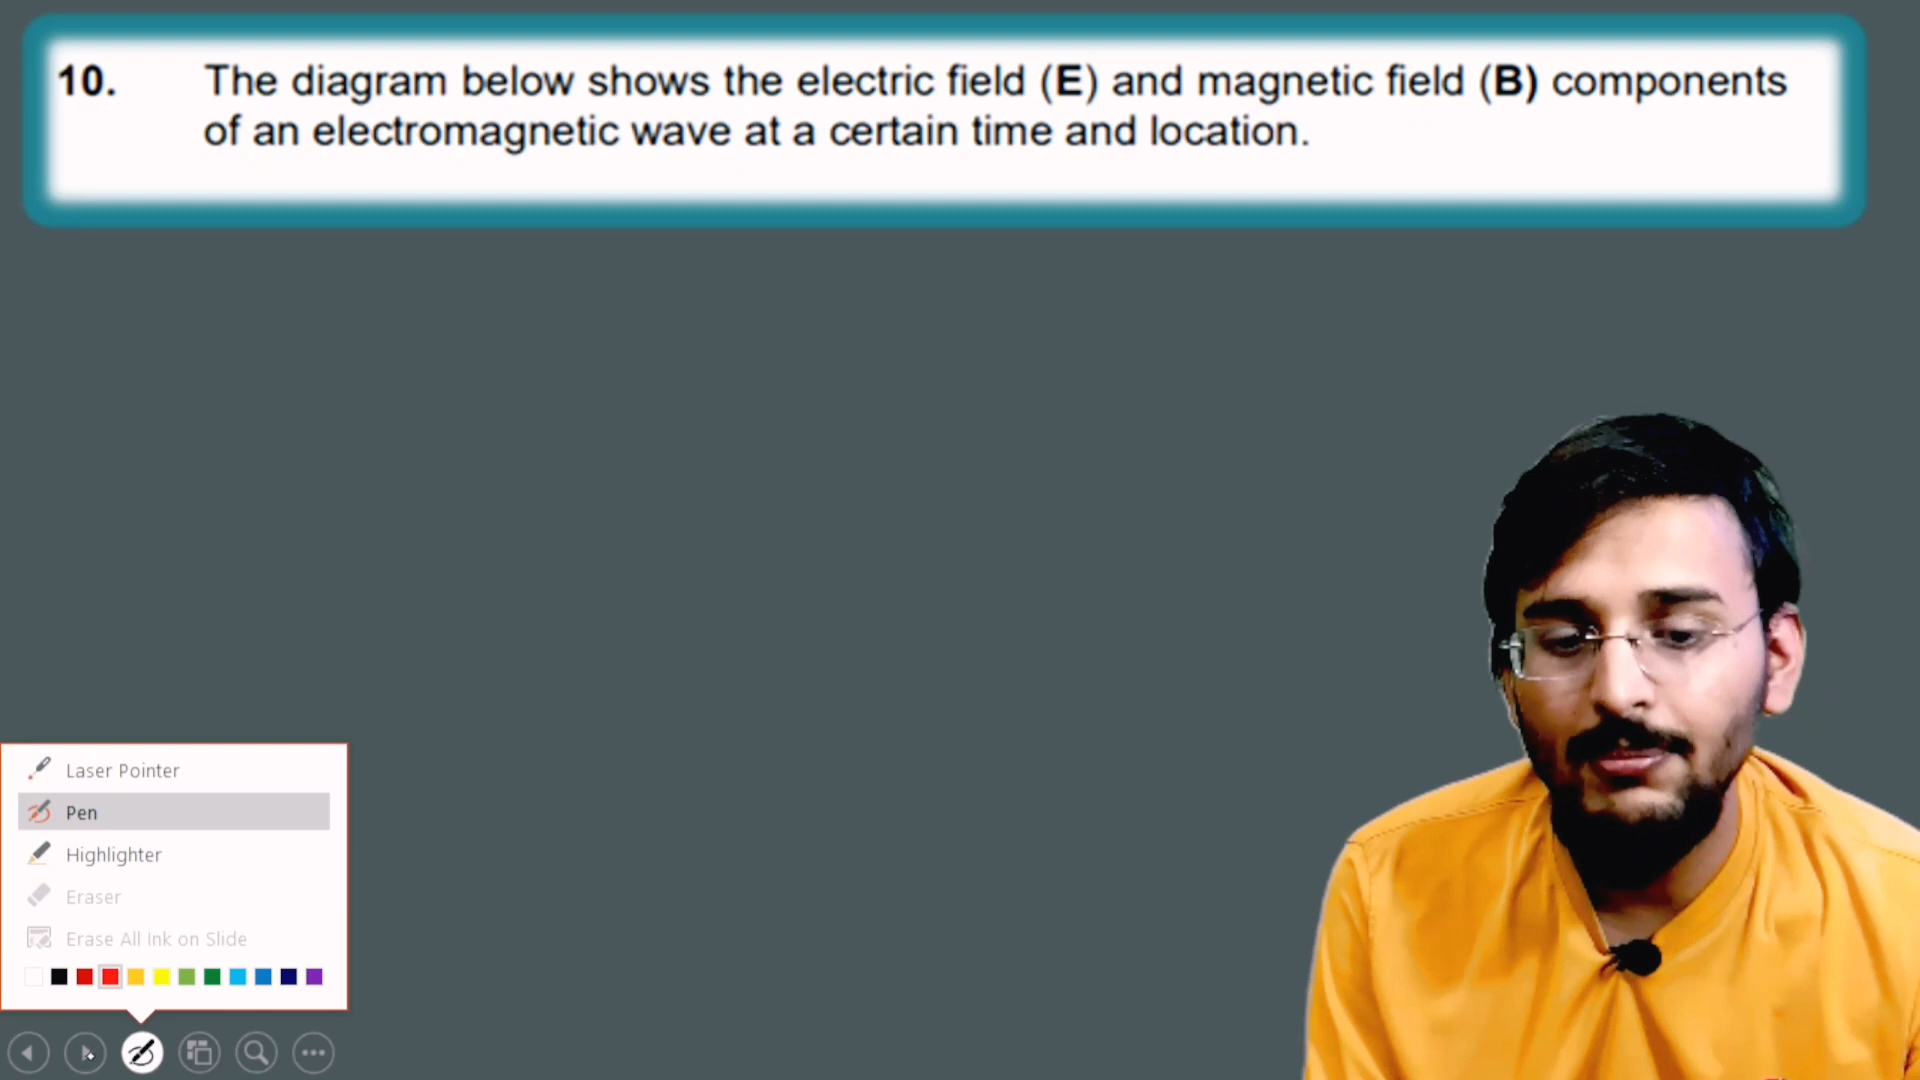 10. The diagram below shows the electric field (E) and magnetic field (B) components
of an electromagnetic wave at a certain time and location.
Laser Pointer
Pen
Highlighter
Eraser
Erase All Ink on Slide